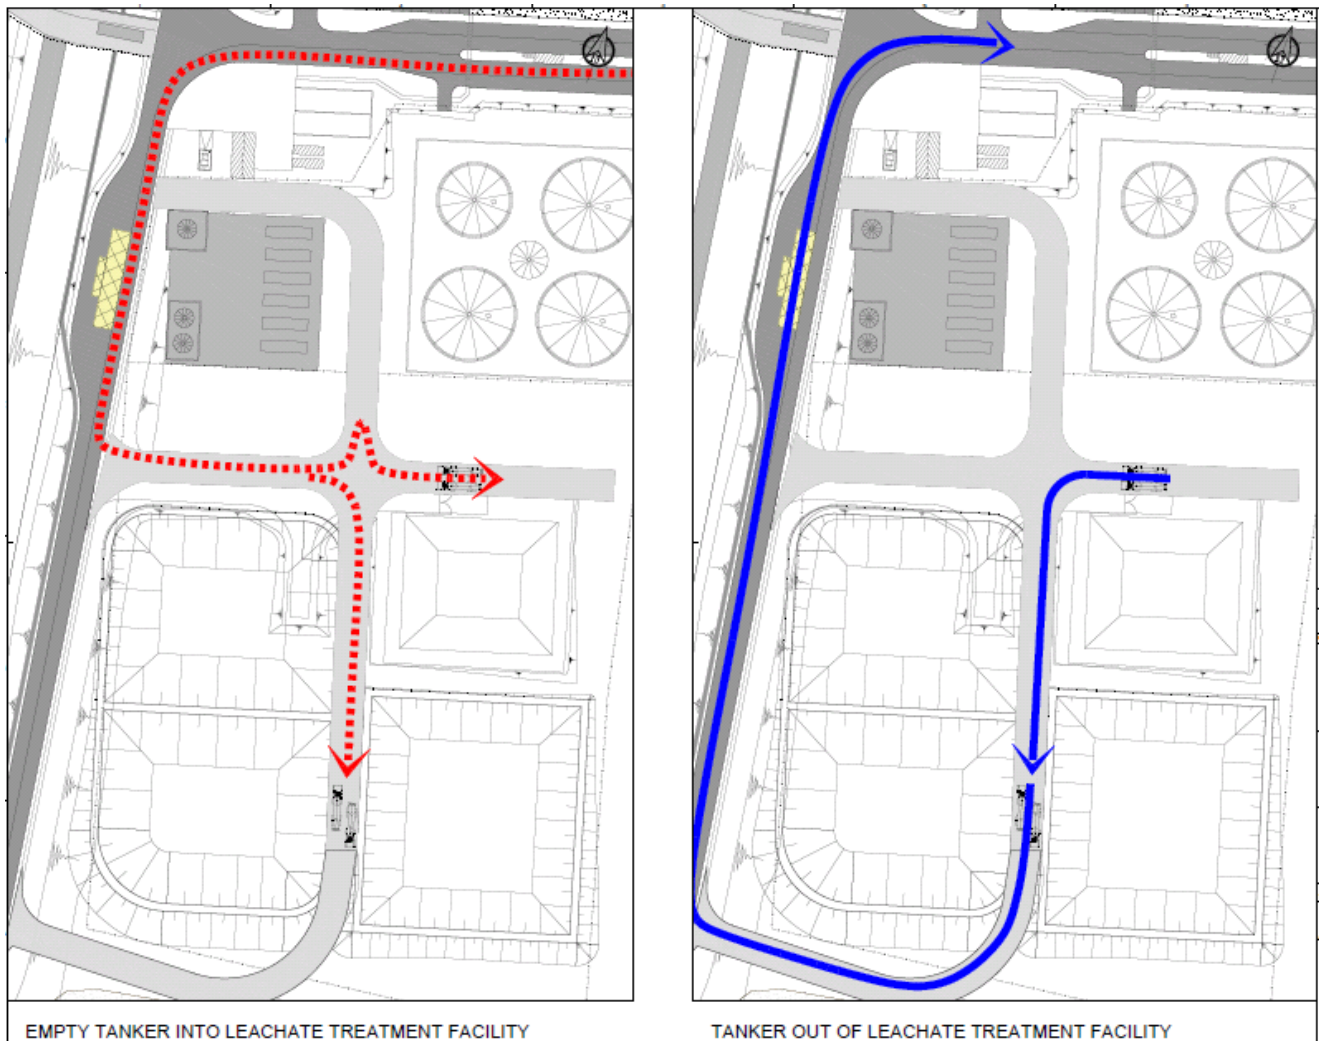 EMPTY TANKER INTO LEACHATE TREATMENT FACILITY
TANKER OUT OF LEACHATE TREATMENT FACILITY